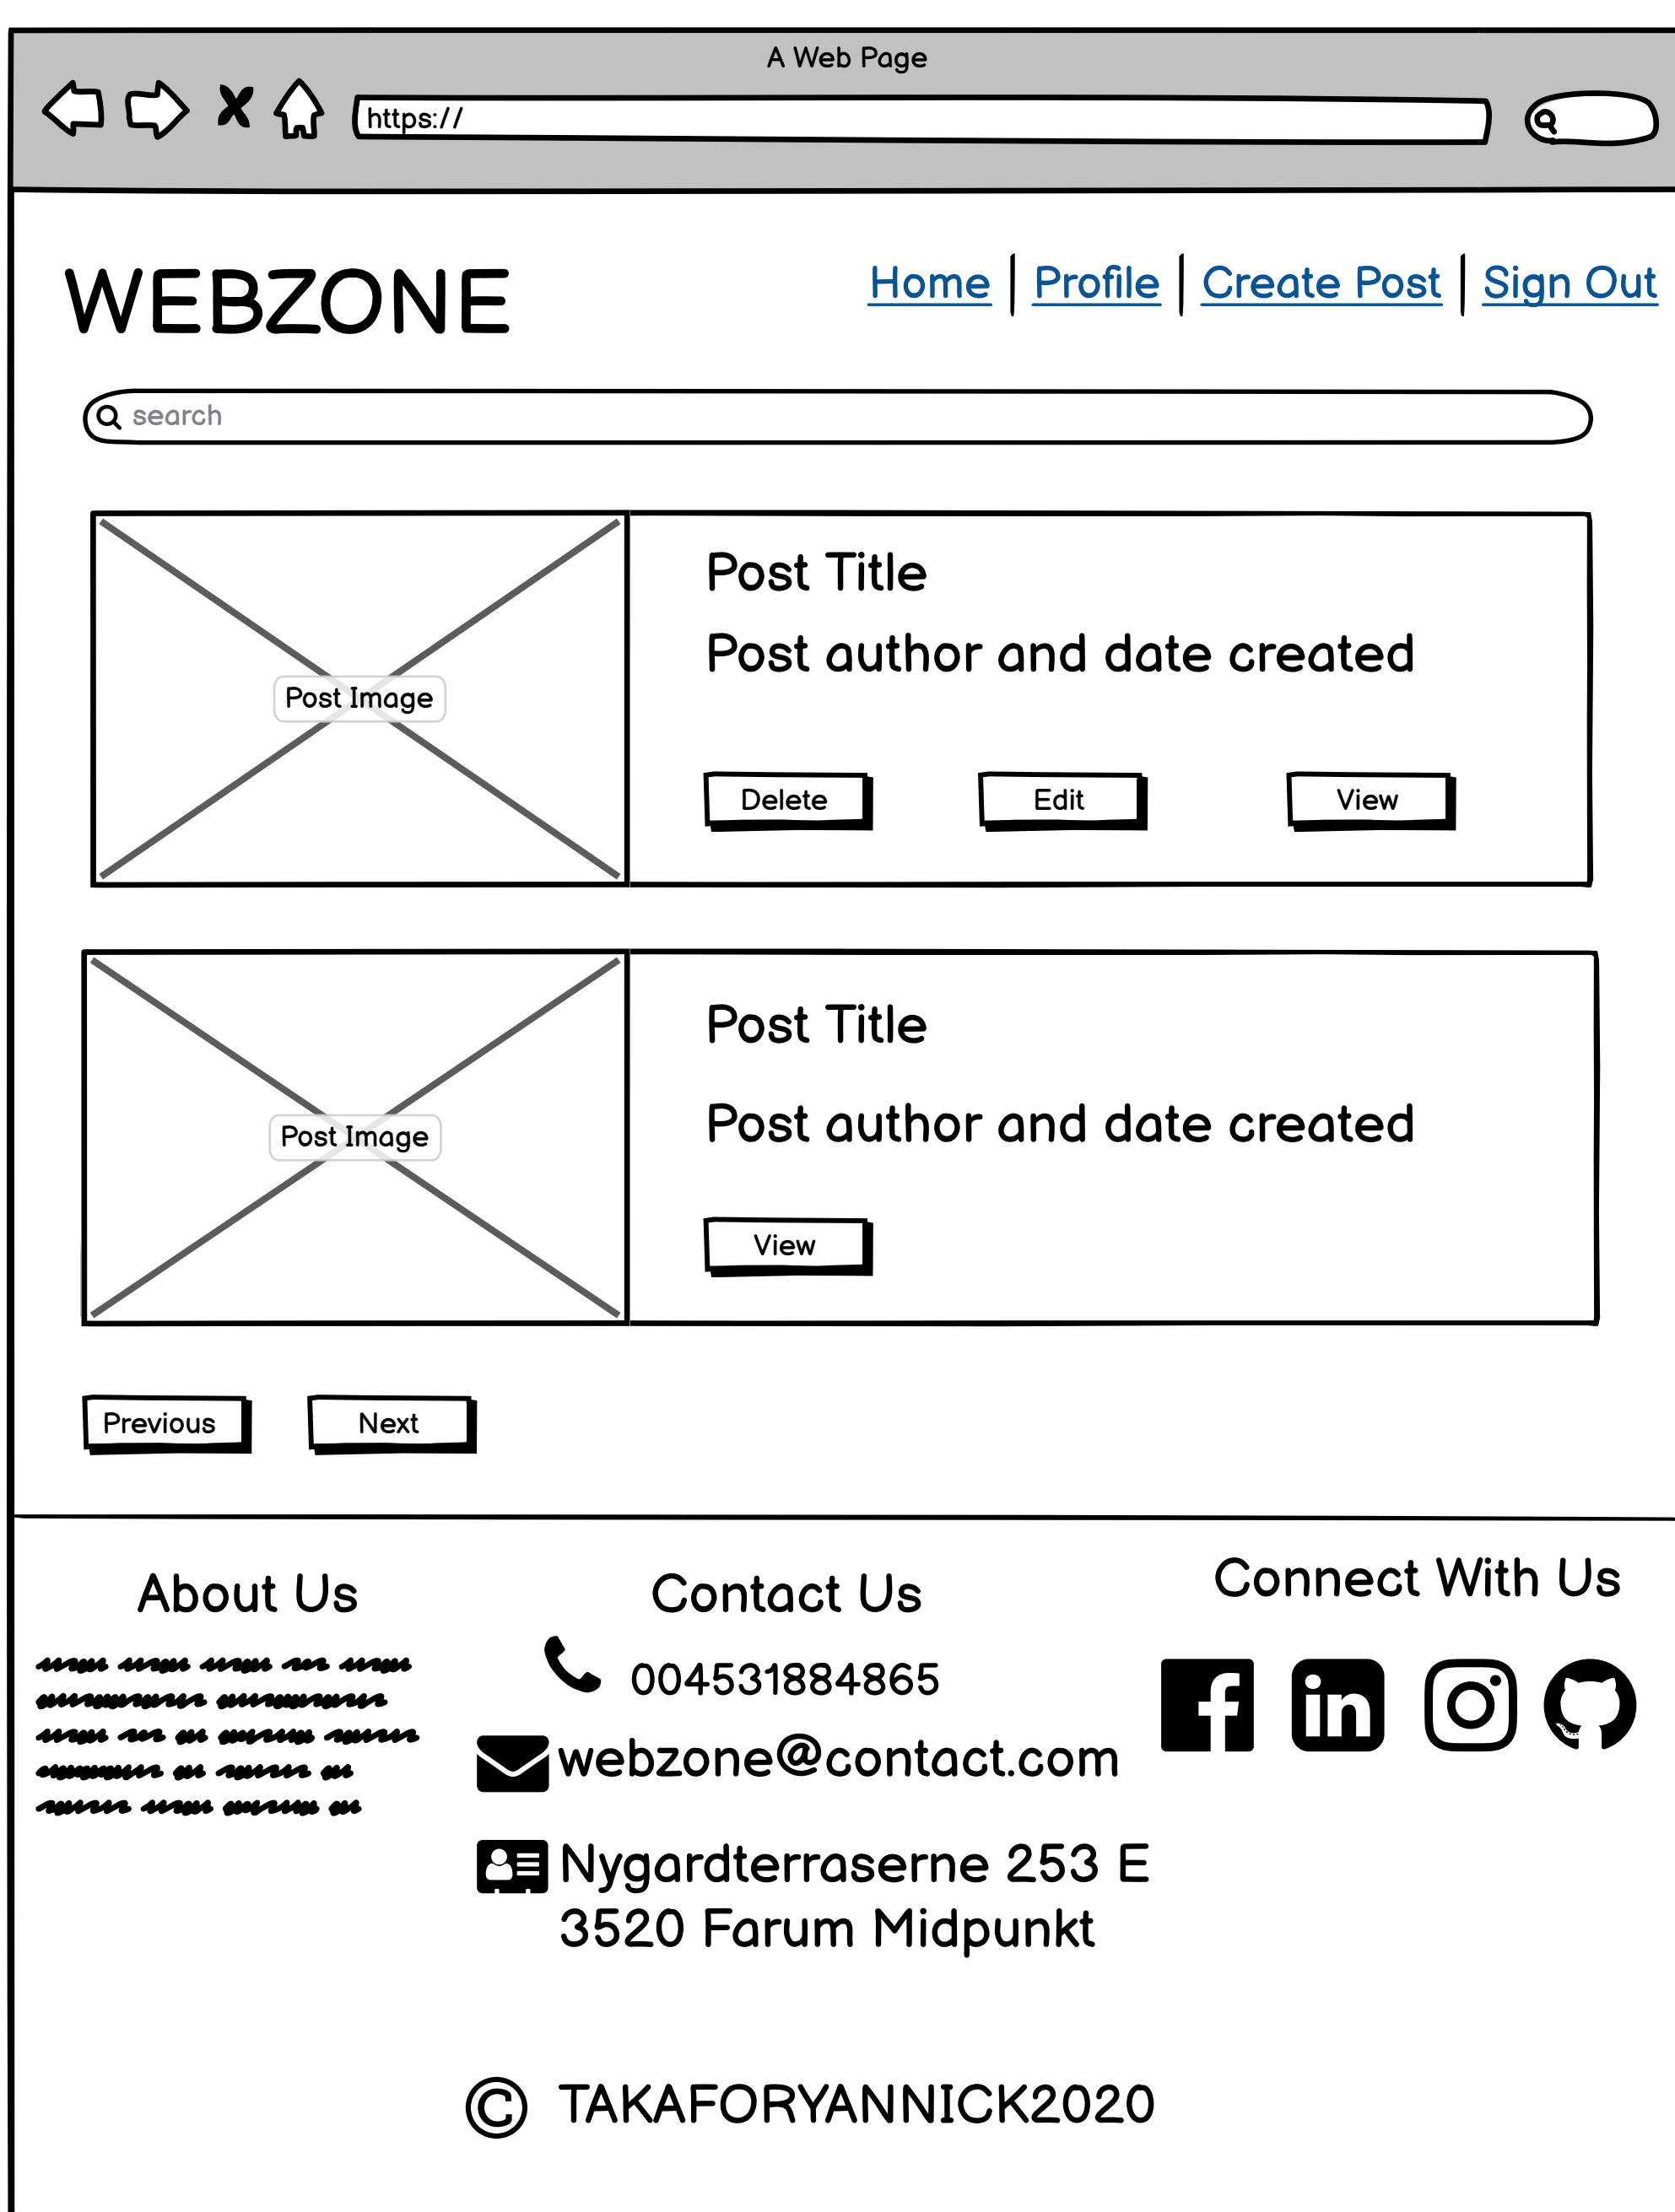 A Web Page
https://
WEBZONE
Home | Profile | Create Post | Sign Out
search
Post Image
Post Title
Post author and date created
Delete
Edit
View
Post Image
Post Title
Post author and date created
View
Previous
Next
About Us
Contact Us
004531884865
webzone@contact.com
Nygardterraserne 253 E
3520 Farum Midpunkt
Connect With Us
© TAKAFORYANNICK2020